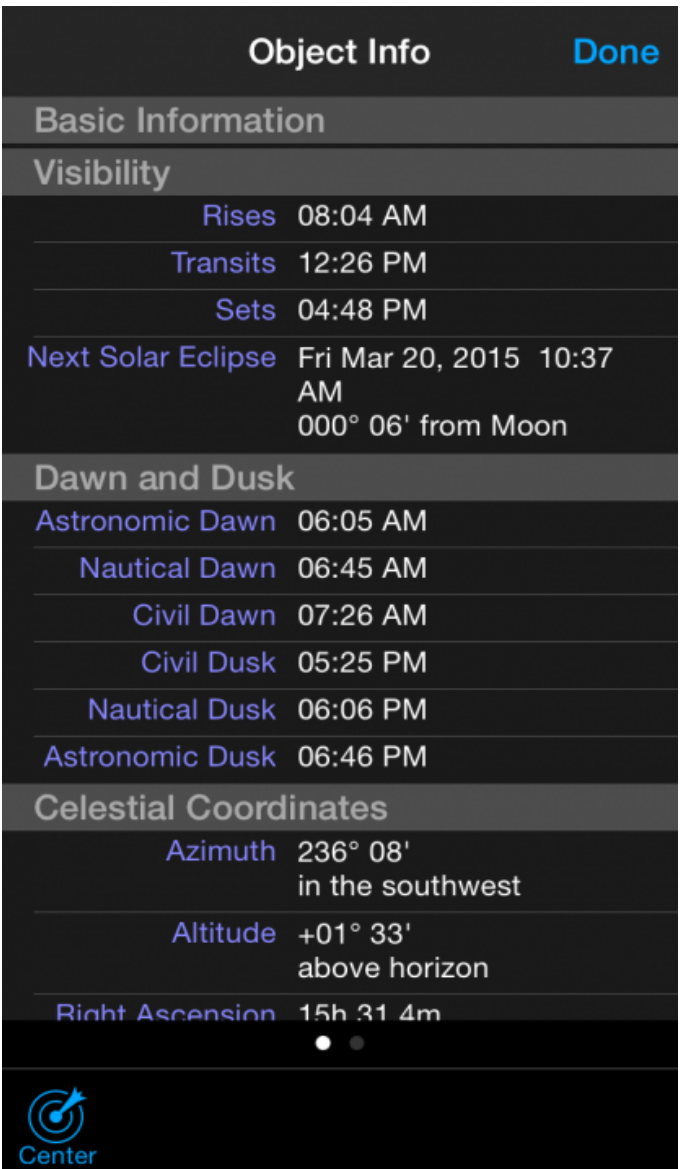 Object Info Done
Basic Information
Visibility
Rises 08:04 AM
Transits 12:26 PM
Sets 04:48 PM
Next Solar Eclipse Fri Mar 20, 2015 10:37
AM
000° 06' from Moon
Dawn and Dusk
Astronomic Dawn 06:05 AM
Nautical Dawn 06:45 AM
Civil Dawn 07:26 AM
Civil Dusk 05:25 PM
Nautical Dusk 06:06 PM
Astronomic Dusk 06:46 PM
Celestial Coordinates
Azimuth 236° 08'
in the southwest
Altitude +01° 33'
above horizon
Right Ascension 15h 31.4m
Center